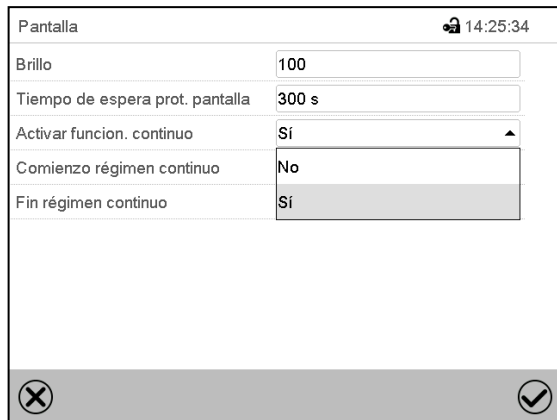 Pantalla 14:25:34
Brillo 100
Tiempo de espera prot. pantalla 300 s
Activar funcion. continuo Sí
Comienzo régimen continuo No
Fin régimen continuo Sí